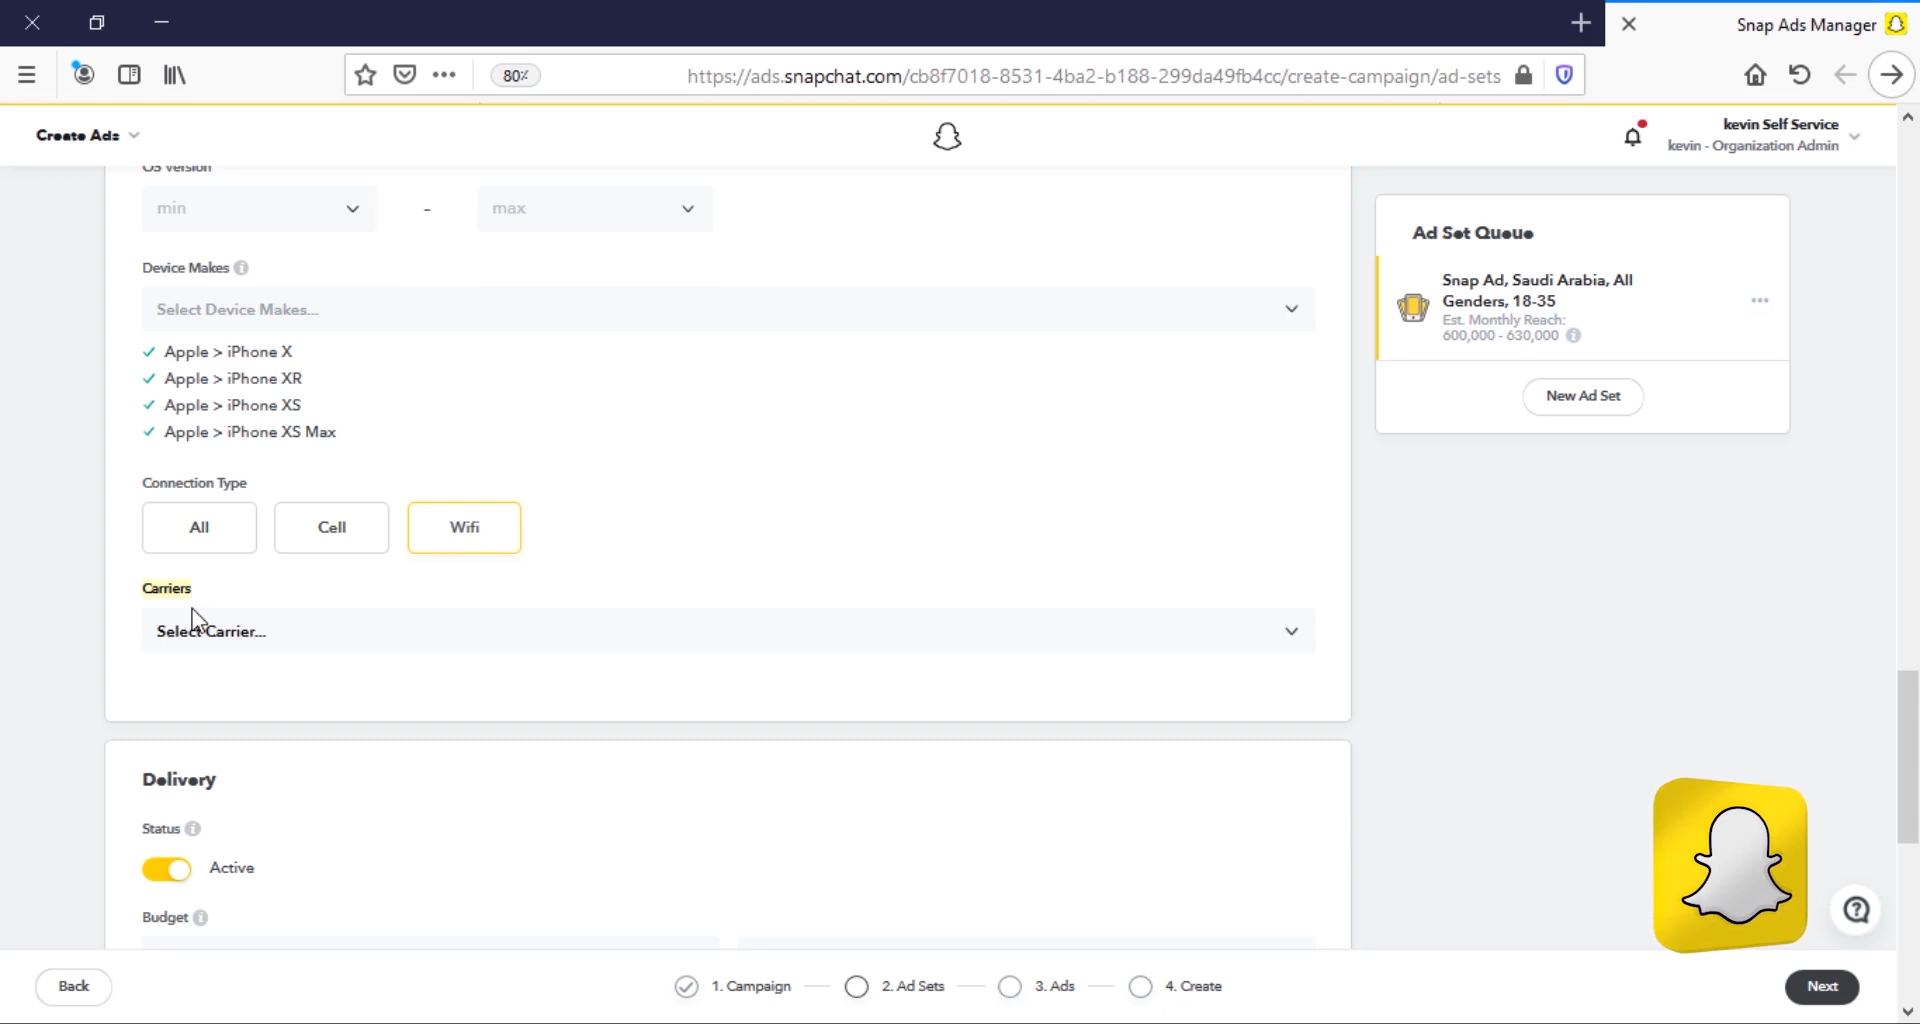 Snap Ads Manager
80%
https://ads.snapchat.com/cb8f7018-8531-4ba2-b188-299da49fb4cc/create-campaign/ad-sets
Create Ads
kevin Self Service
kevin - Organization Admin
OS Version
min
-
max
Device Makes
Select Device Makes...
Apple > iPhone X
Apple > iPhone XR
Apple > iPhone XS
Apple > iPhone XS Max
Connection Type
All
Cell
Wifi
Carriers
Select Carrier...
Delivery
Status
Active
Budget
Ad Set Queue
Snap Ad, Saudi Arabia, All
Genders, 18-35
Est. Monthly Reach:
600,000 - 630,000
New Ad Set
Back
1. Campaign
2. Ad Sets
3. Ads
4. Create
Next